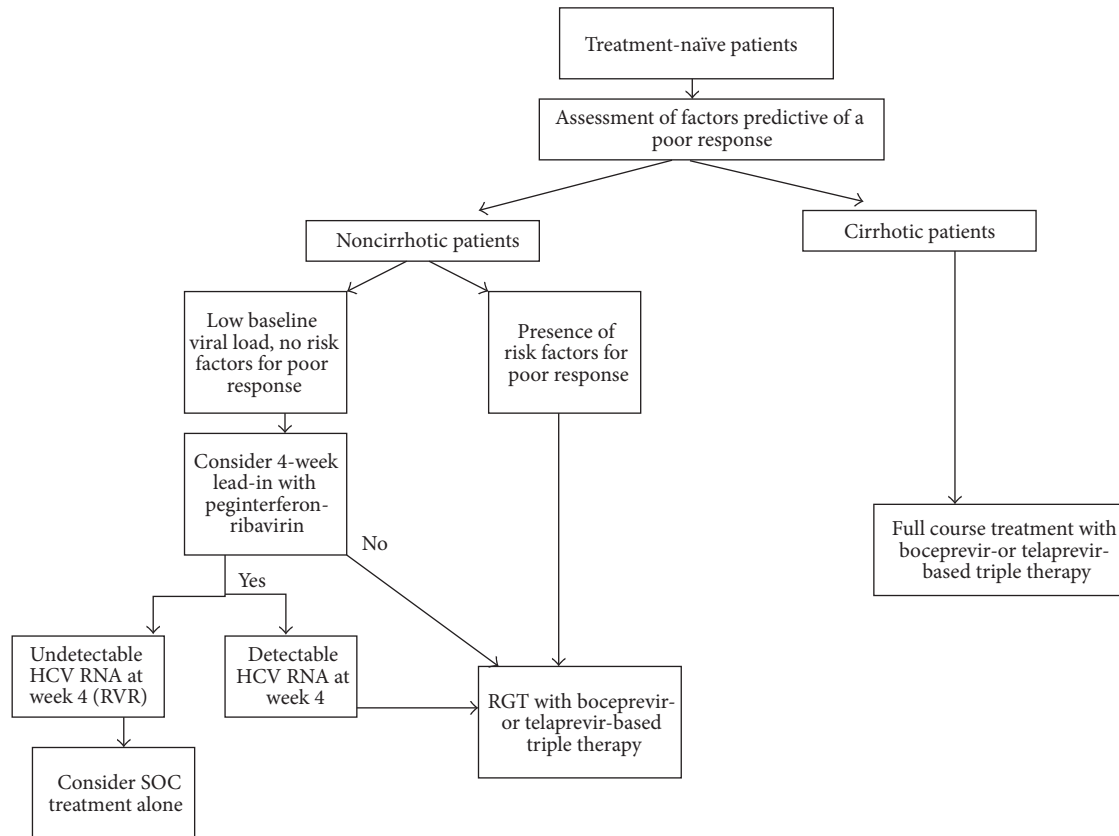 Treatment-naïve patients
Assessment of factors predictive of a
poor response
Noncirrhotic patients
Cirrhotic patients
Low baseline
viral load, no risk
factors for poor
response
Presence of
risk factors for
poor response
Consider 4-week
lead-in with
peginterferon-
ribavirin
No
Yes
Full course treatment with
boceprevir-or telaprevir-
based triple therapy
Undetectable
HCV RNA at
week 4 (RVR)
Detectable
HCV RNA at
week 4
RGT with boceprevir-
or telaprevir-based
triple therapy
Consider SOC
treatment alone